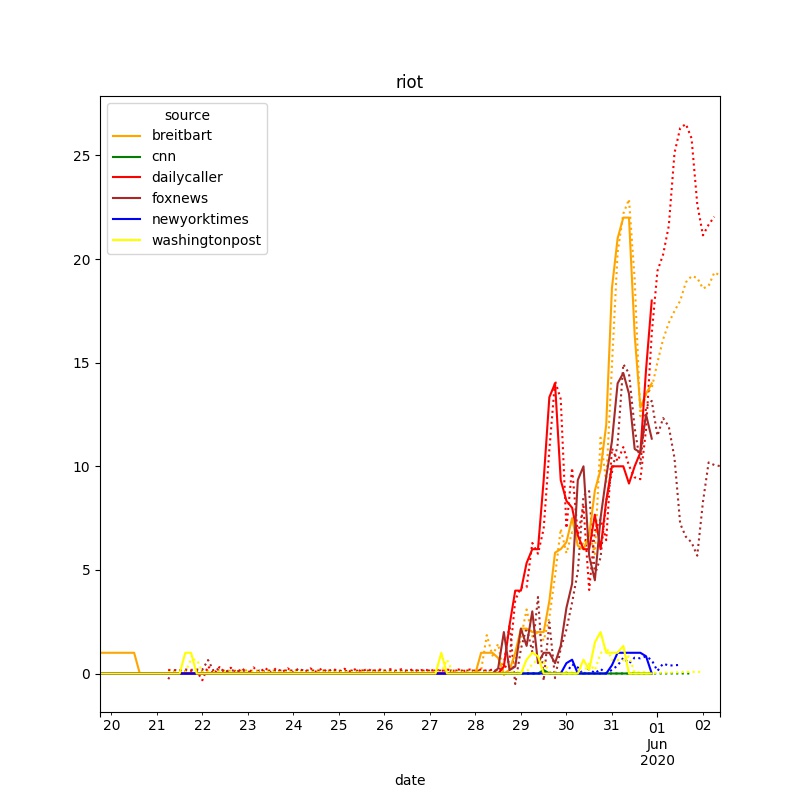 riot
source
breitbart
cnn
dailycaller
foxnews
newyorktimes
washingtonpost
25
20
15
10
5
0
20 21 22 23 24 25 26 27 28 29 30 31 01 02
Jun
2020
date